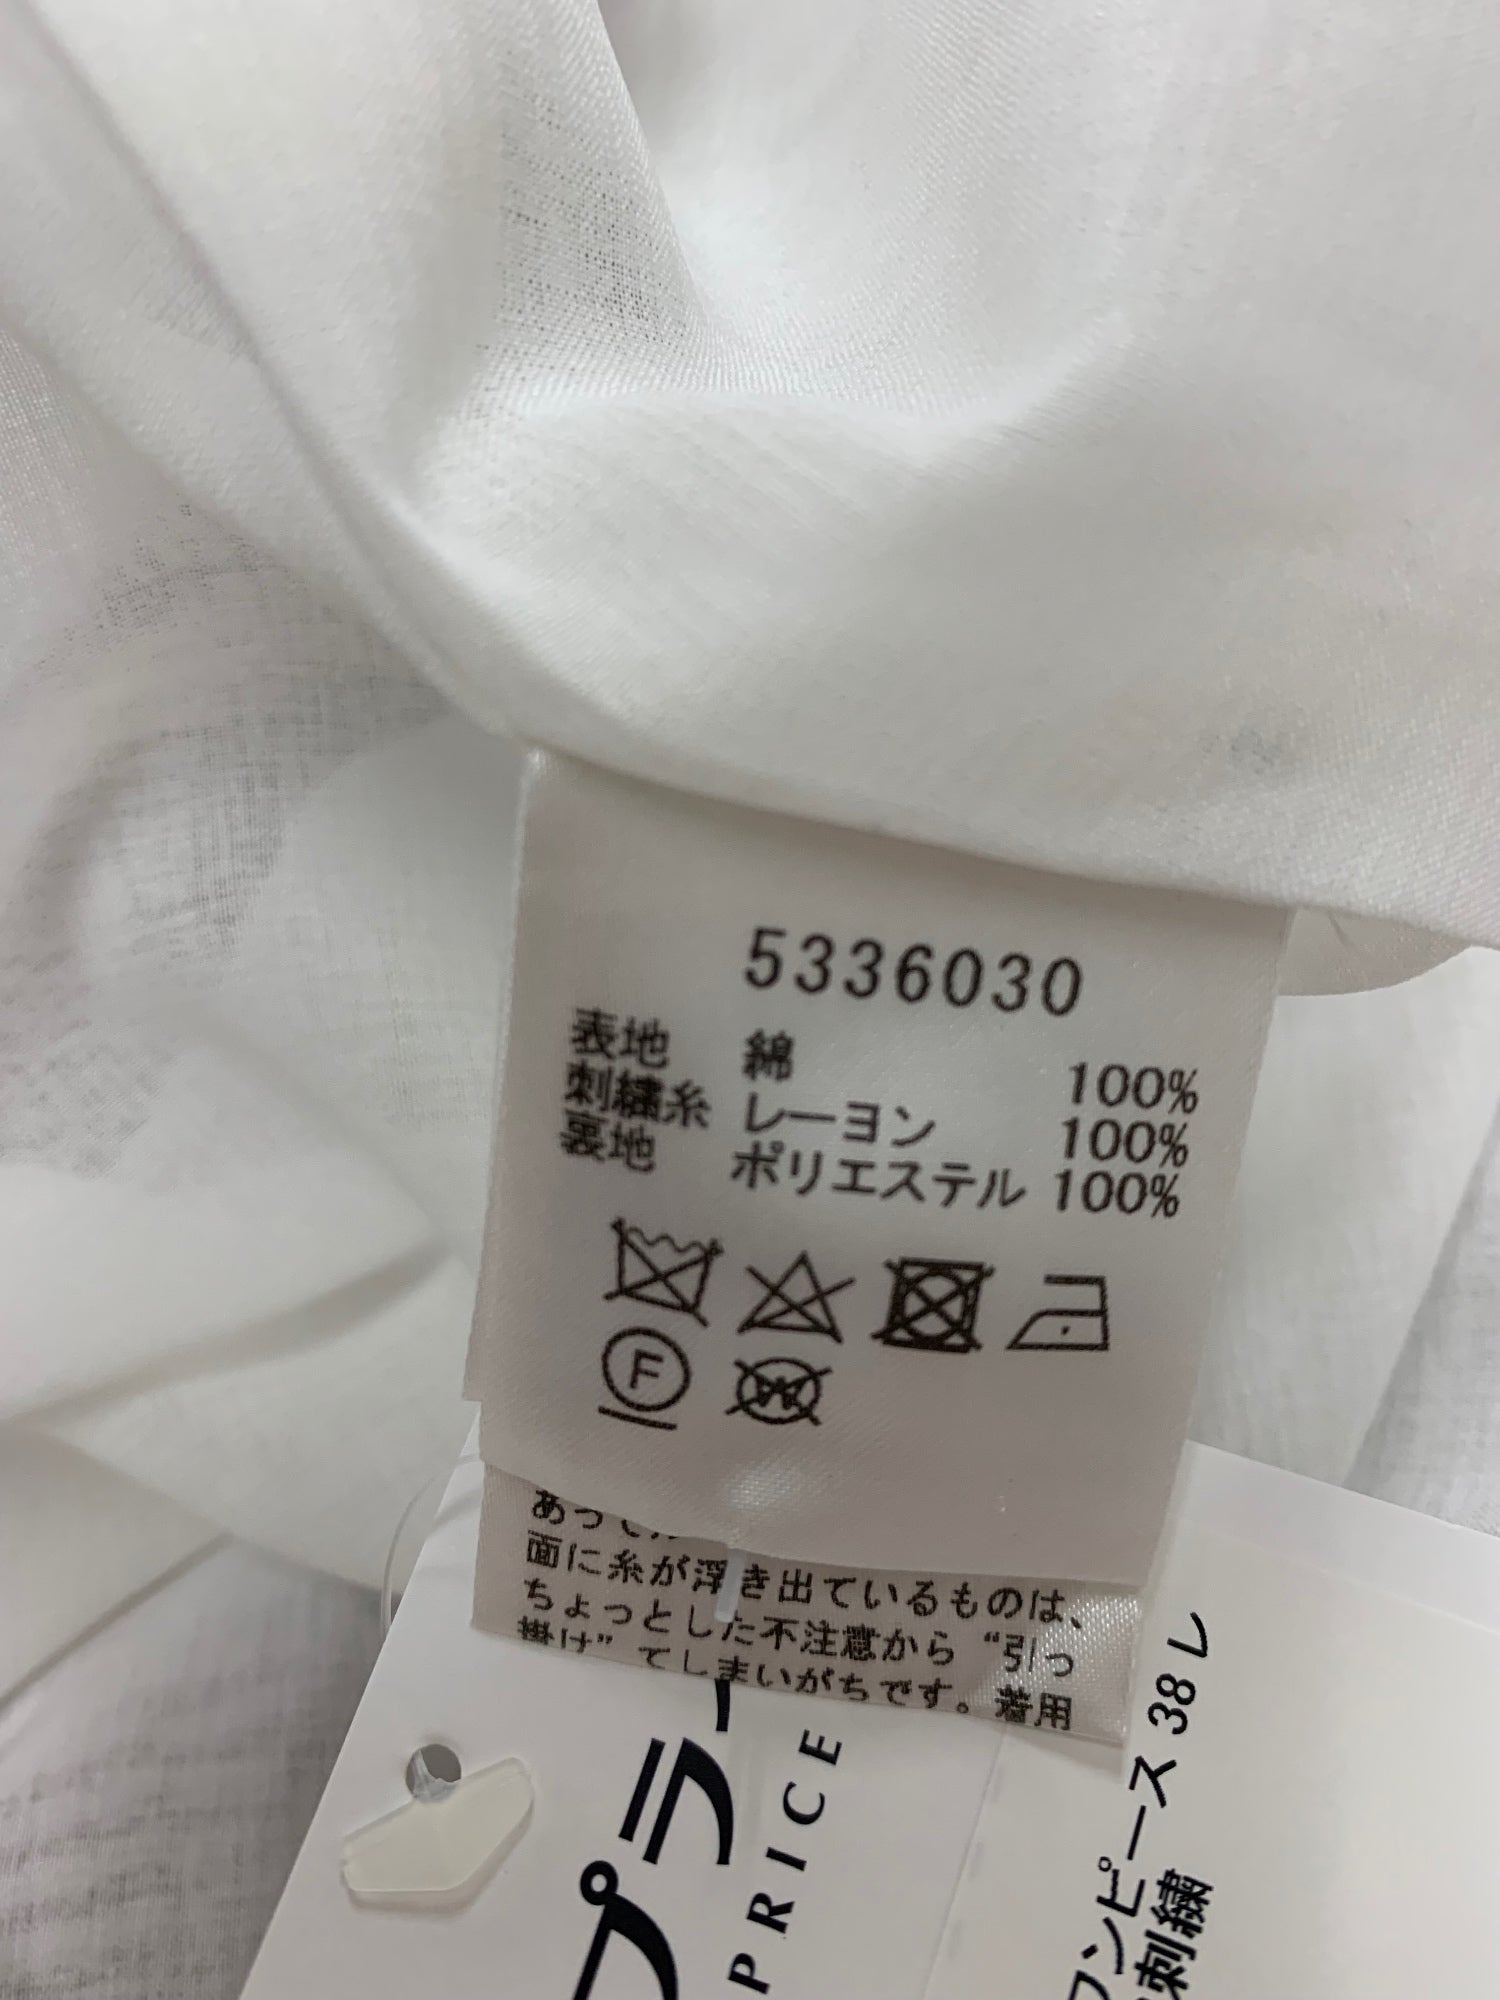 5336030
表地 綿 100%
刺繍糸 レーヨン 100%
裏地 ポリエステル 100%
F
W
面に糸が浮き出ているものは、
ちょっとした不注意から“引っ
掛け”てしまいがちです。着用
プラ
PRICE
ワンピース 38 レ
刺繍